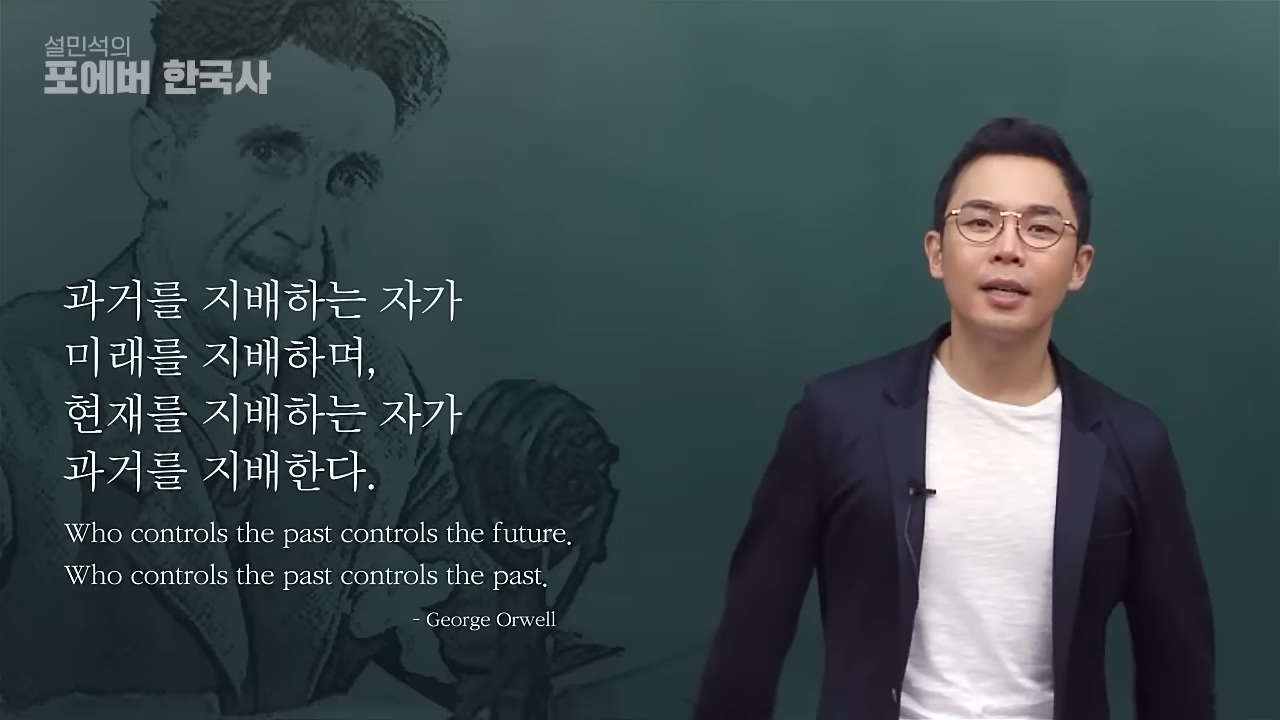 설민석의
포에버 한국사
과거를 지배하는 자가
미래를 지배하며,
현재를 지배하는 자가
과거를 지배한다.
Who controls the past controls the future.
Who controls the past controls the past.
- George Orwell